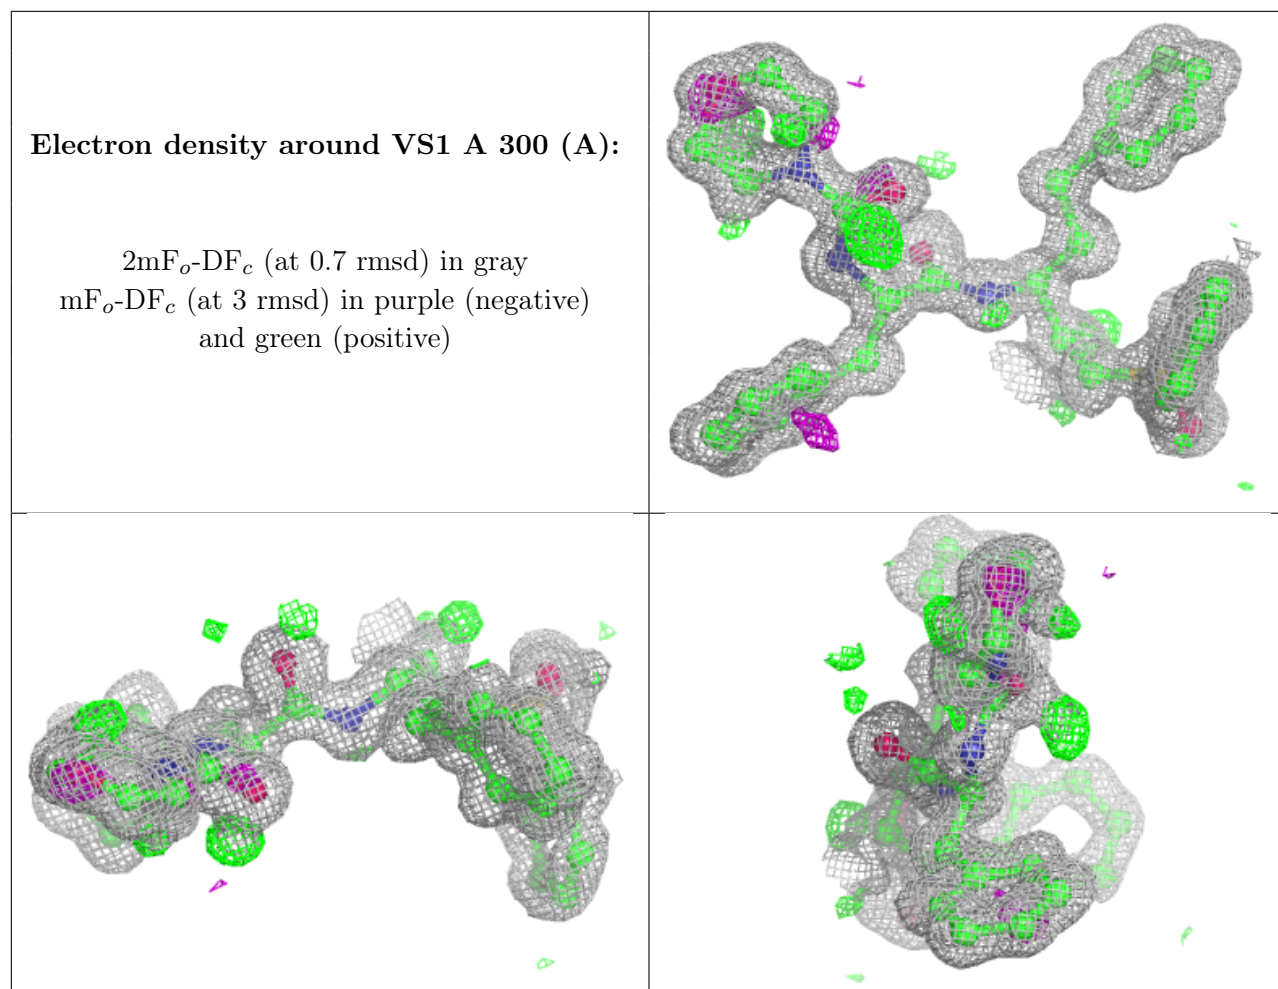 Electron density around VS1 A 300 (A):
2mFo-DFc (at 0.7 rmsd) in gray
mFo-DFc (at 3 rmsd) in purple (negative)
and green (positive)